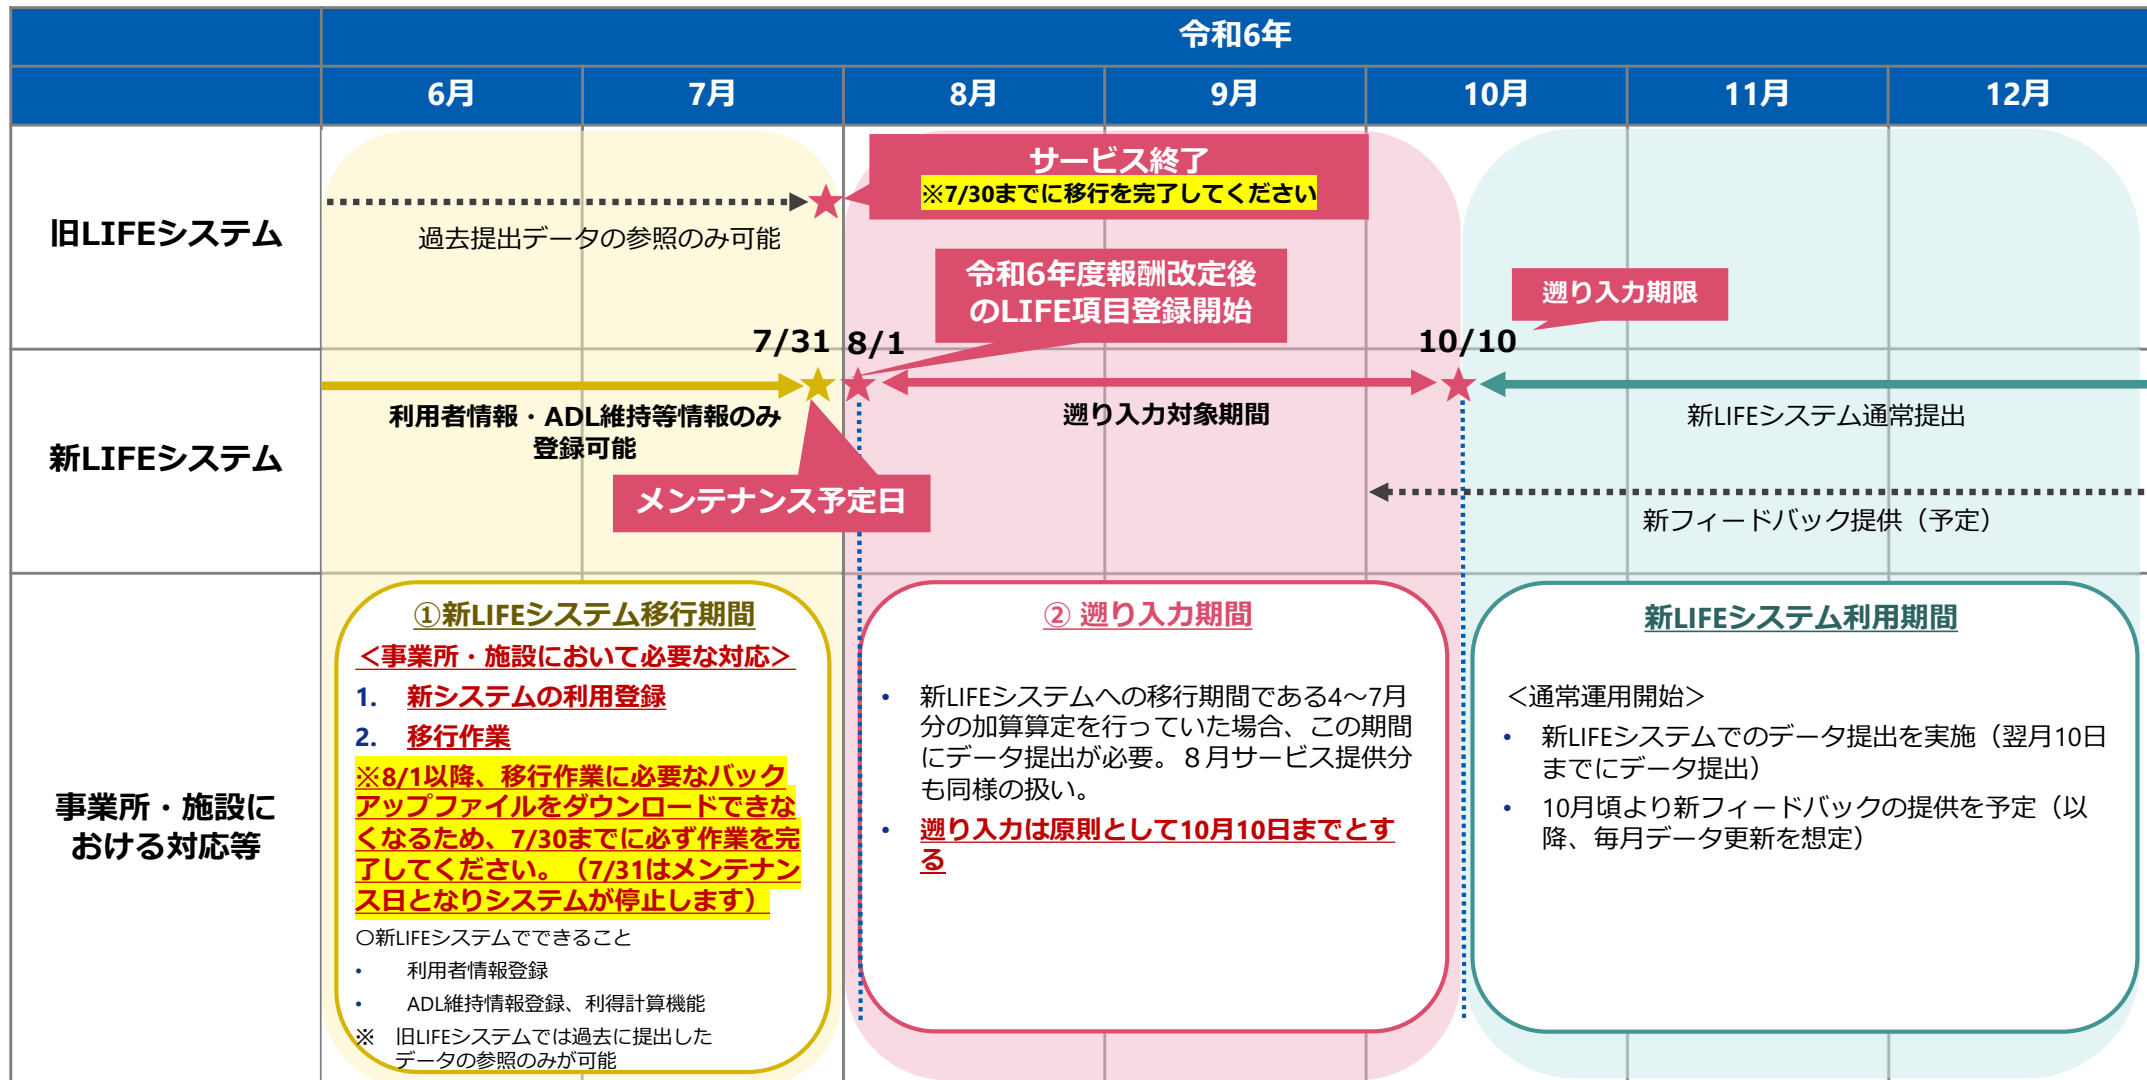 令和6年
6月 7月 8月 9月 10月 11月 12月
旧LIFEシステム
過去提出データの参照のみ可能
サービス終了
※7/30までに移行を完了してください
令和6年度報酬改定後
のLIFE項目登録開始
遡り入力期限
7/31 8/1 10/10
新LIFEシステム
利用者情報・ADL維持等情報のみ
登録可能
メンテナンス予定日
遡り入力対象期間
新LIFEシステム通常提出
新フィードバック提供（予定）
事業所・施設に
おける対応等
①新LIFEシステム移行期間
＜事業所・施設において必要な対応＞
1. 新システムの利用登録
2. 移行作業
※8/1以降、移行作業に必要なバック
アップファイルをダウンロードできな
くなるため、7/30までに必ず作業を完
了してください。（7/31はメンテナン
ス日となりシステムが停止します）
〇新LIFEシステムでできること
• 利用者情報登録
• ADL維持情報登録、利得計算機能
※ 旧LIFEシステムでは過去に提出した
データの参照のみが可能
② 遡り入力期間
• 新LIFEシステムへの移行期間である4～7月
分の加算算定を行っていた場合、この期間
にデータ提出が必要。８月サービス提供分
も同様の扱い。
• 遡り入力は原則として10月10日までとす
る
新LIFEシステム利用期間
＜通常運用開始＞
• 新LIFEシステムでのデータ提出を実施（翌月10日
までにデータ提出）
• 10月頃より新フィードバックの提供を予定（以
降、毎月データ更新を想定）